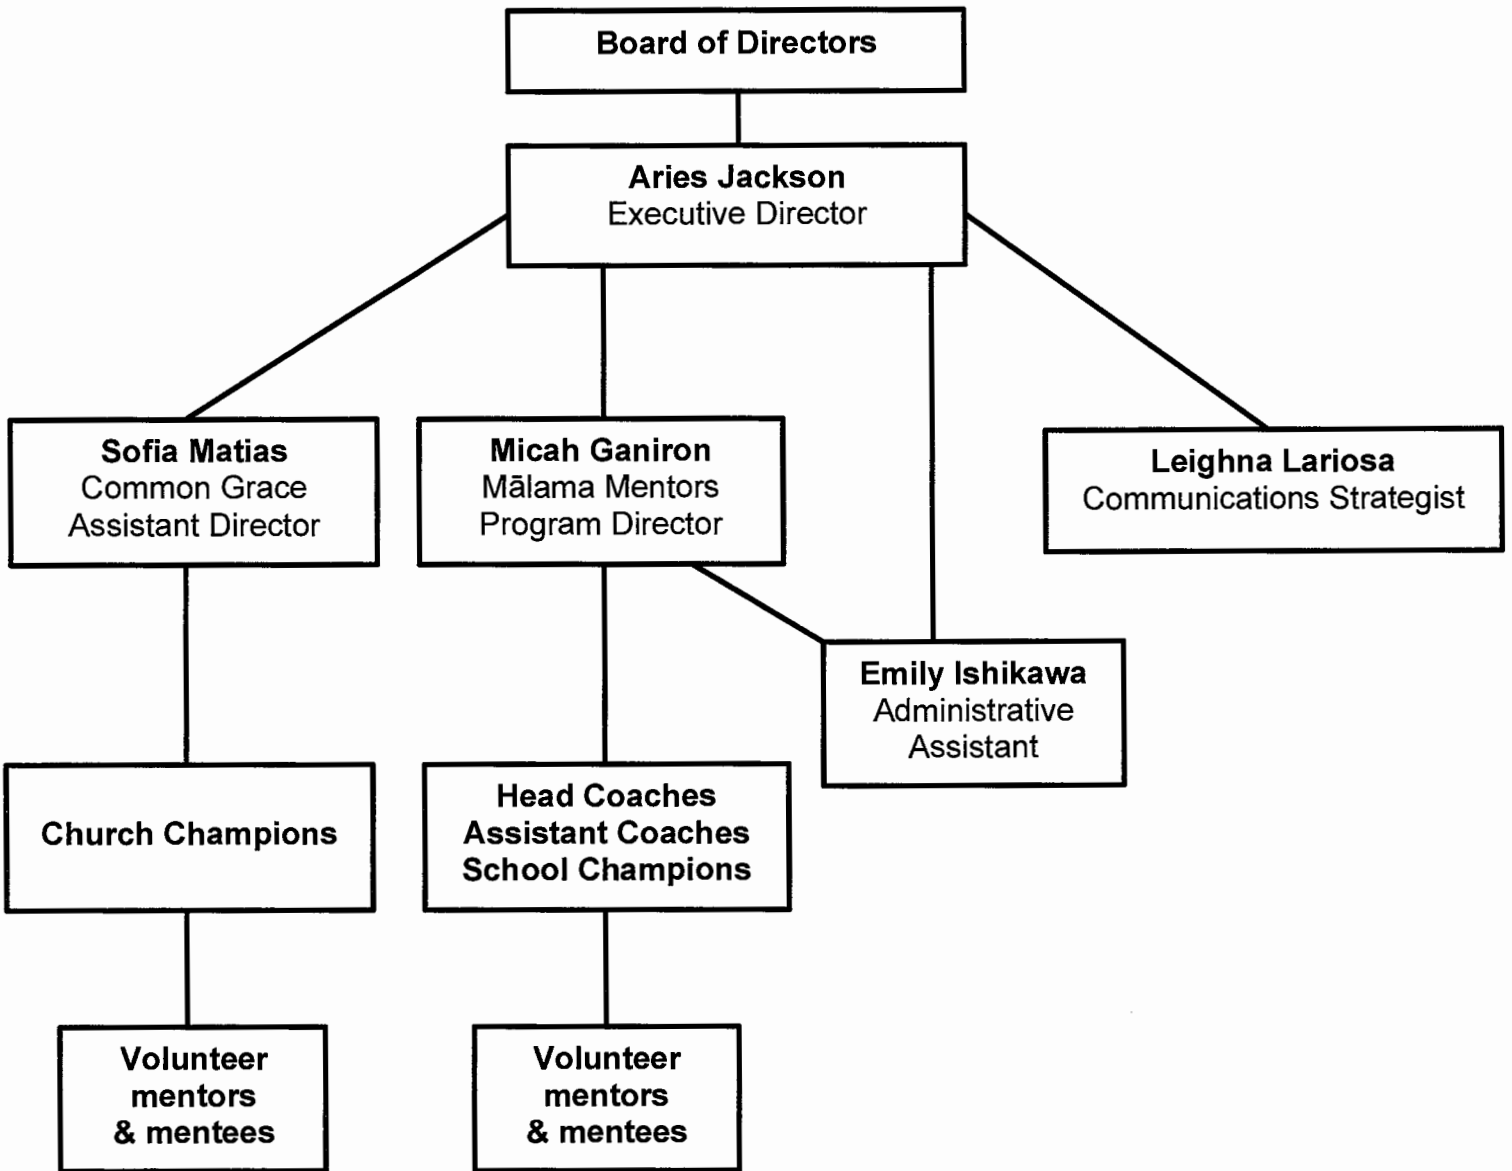 Board of Directors
Aries Jackson
Executive Director
Sofia Matias
Common Grace
Assistant Director
Micah Ganiron
Mālama Mentors
Program Director
Leighna Lariosa
Communications Strategist
Emily Ishikawa
Administrative
Assistant
Church Champions
Head Coaches
Assistant Coaches
School Champions
Volunteer
mentors
& mentees
Volunteer
mentors
& mentees